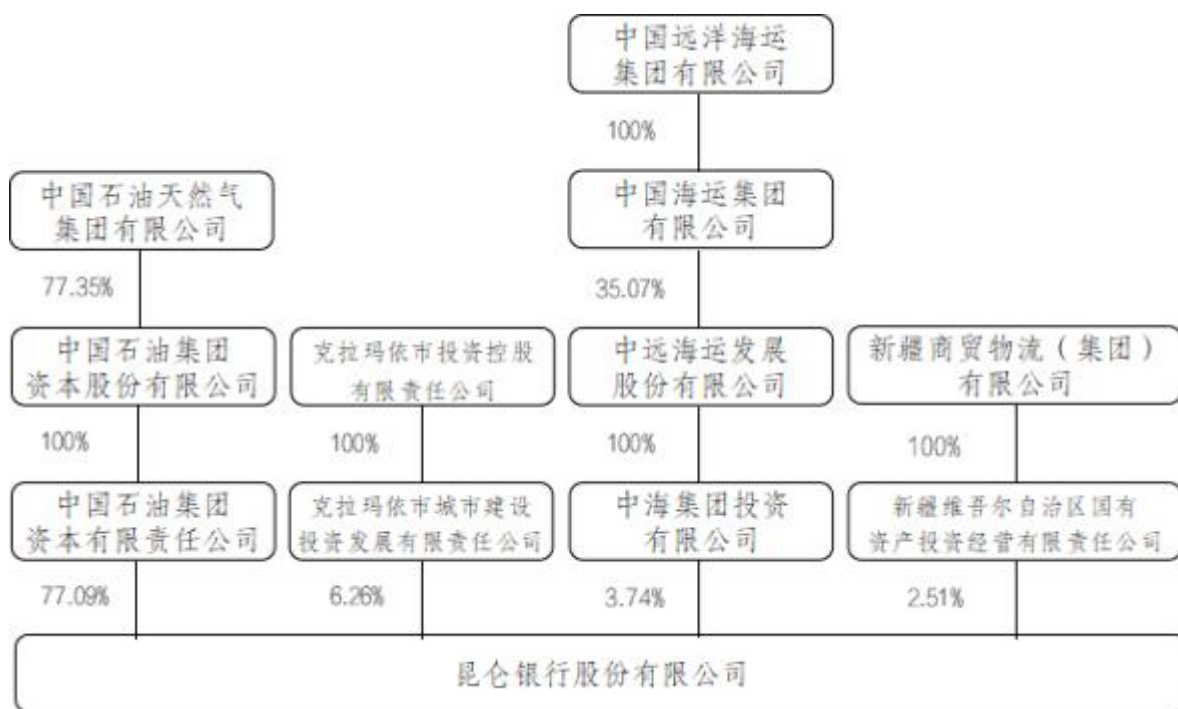 中国远洋海运
集团有限公司
100%
中国石油天然气
集团有限公司
中国海运集团
有限公司
77.35%
35.07%
中国石油集团
资本股份有限公司
克拉玛依市投资控股
有限责任公司
中远海运发展
股份有限公司
新疆商贸物流（集团）
有限公司
100%
100%
100%
100%
中国石油集团
资本有限责任公司
克拉玛依市城市建设
投资发展有限责任公司
中海集团投资
有限公司
新疆维吾尔自治区国有
资产投资经营有限责任公司
77.09%
6.26%
3.74%
2.51%
昆仑银行股份有限公司